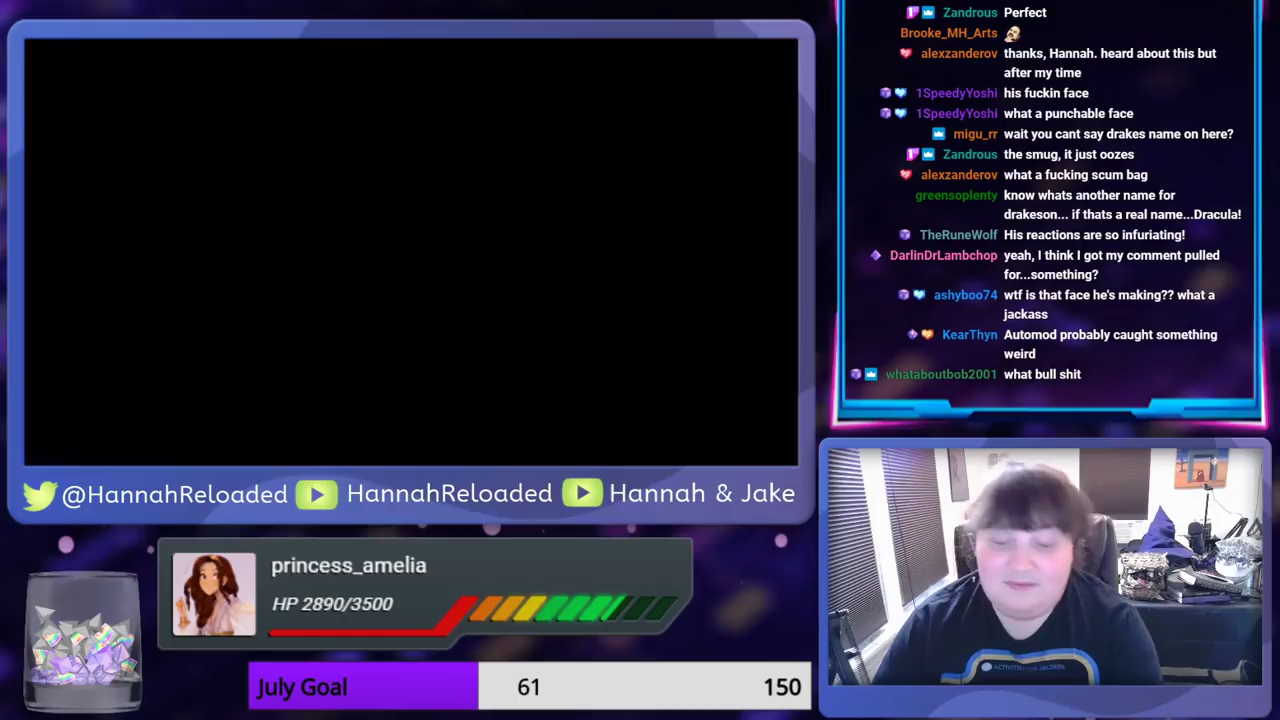 Zandrous Perfect
Brooke_MH_Arts
alexzanderov thanks, Hannah. heard about this but
after my time
1SpeedyYoshi his fuckin face
1SpeedyYoshi what a punchable face
migu_rr wait you cant say drakes name on here?
Zandrous the smug, it just oozes
alexzanderov what a fucking scum bag
greensoplenty know whats another name for
drakeson... if thats a real name...Dracula!
TheRuneWolf His reactions are so infuriating!
DarlinDrLambchop yeah, I think I got my comment pulled
for...something?
ashyboo74 wtf is that face he's making?? what a
jackass
KearThyn Automod probably caught something
weird
whataboutbob2001 what bull shit
@HannahReloaded HannahReloaded Hannah & Jake
princess_amelia
HP 2890/3500
July Goal 61 150